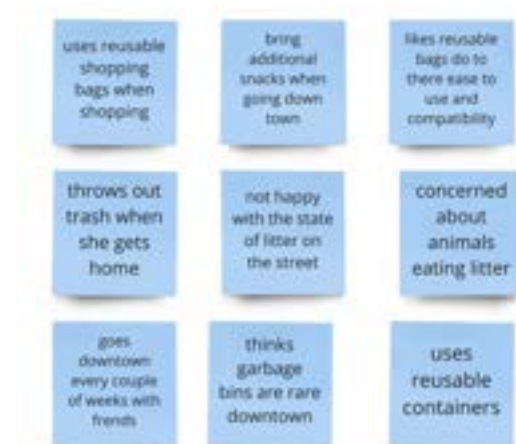 uses reusable
shopping
bags when
shopping
bring
additional
snacks when
going down
town
likes reusable
bags do to
there ease to
use and
compatibility
throws out
trash when
she gets
home
not happy
with the state
of litter on
the street
concerned
about
animals
eating litter
goes
downtown
every couple
of weeks with
frends
thinks
garbage
bins are rare
downtown
uses
reusable
containers